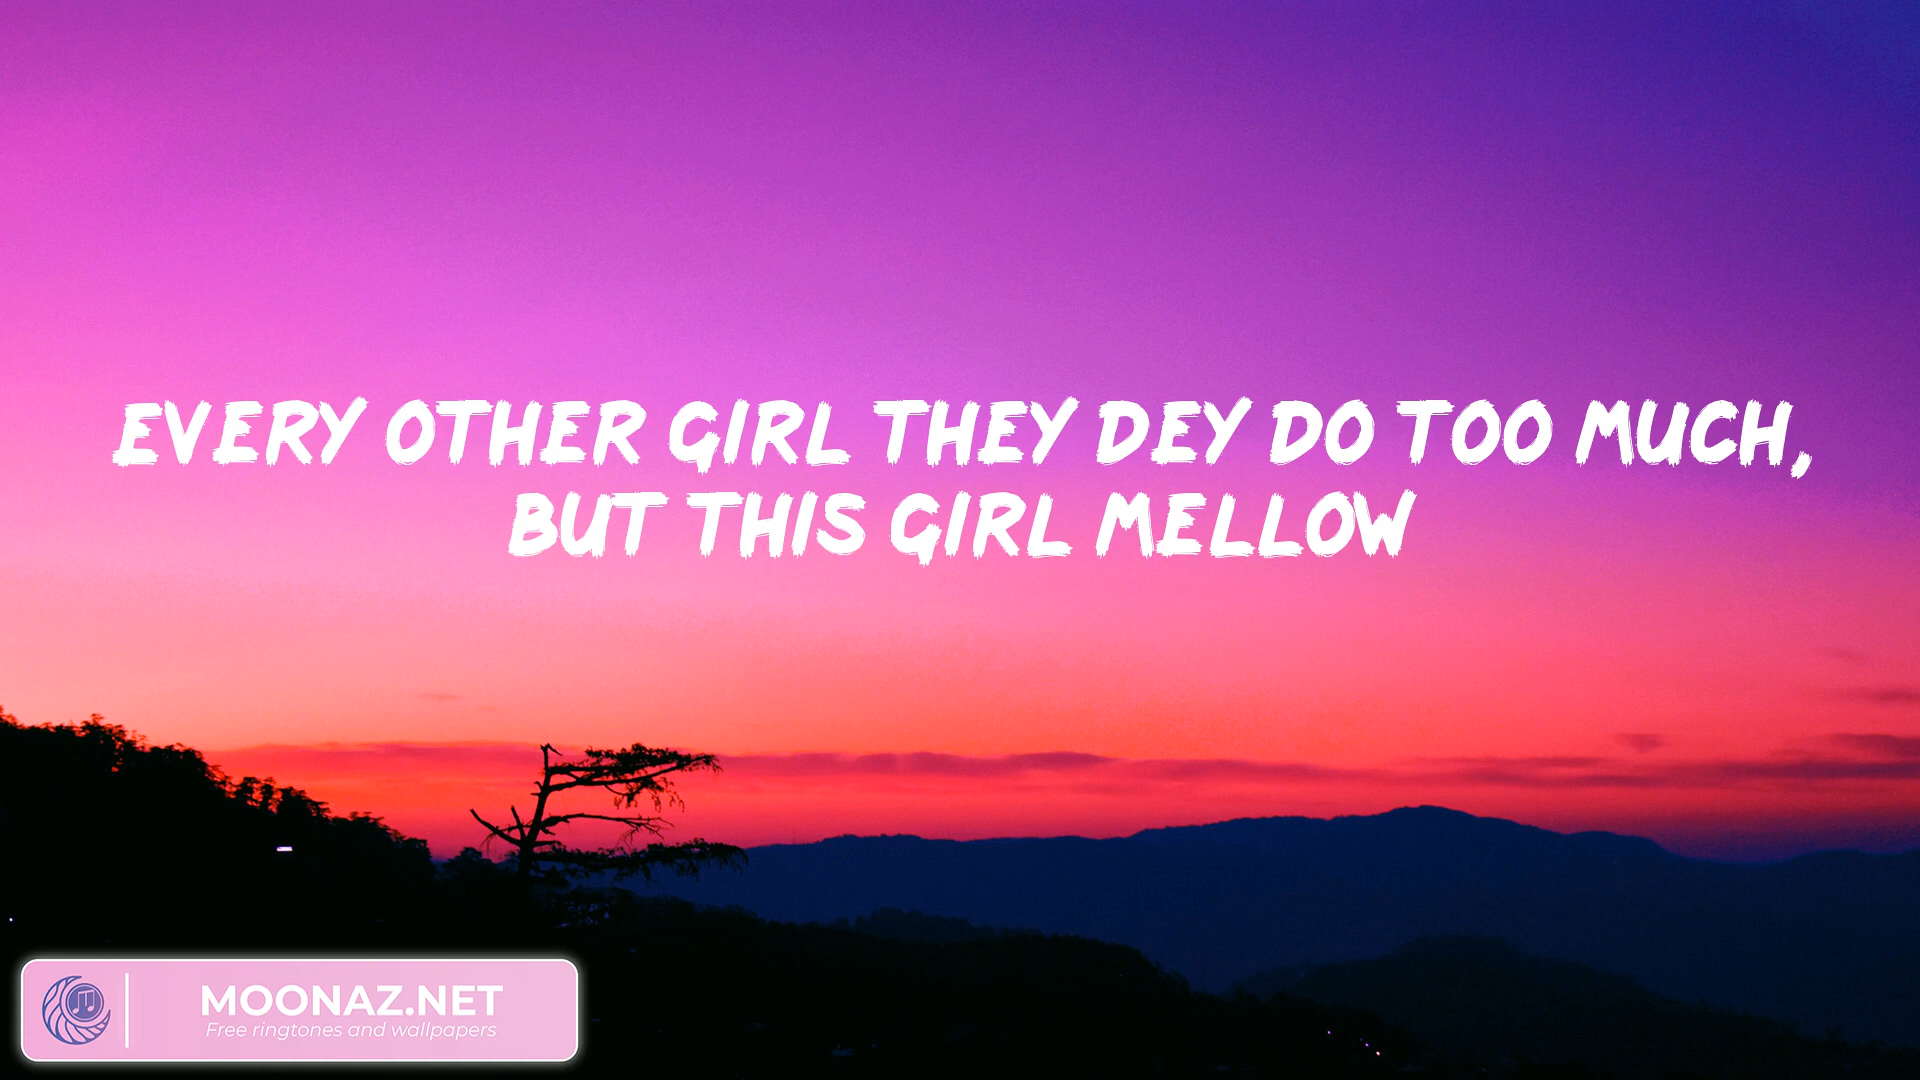 EVERY OTHER GIRL THEY DEY DO TOO MUCH,
BUT THIS GIRL MELLOW
MOONAZ.NET
Free ringtones and wallpapers